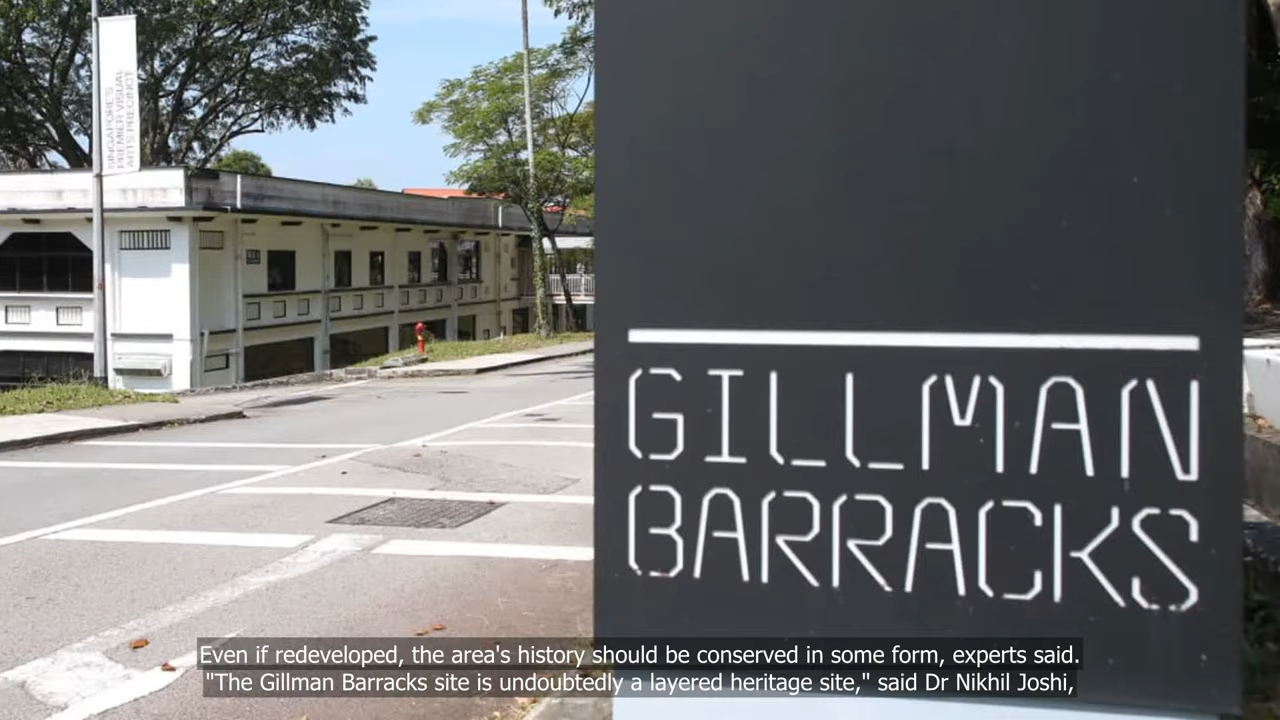 SINGAPORE'S
PREMIER VISUAL
ARTS PRECINCT
GILLMAN
BARRACKS
Even if redeveloped, the area's history should be conserved in some form, experts said.
"The Gillman Barracks site is undoubtedly a layered heritage site," said Dr Nikhil Joshi,